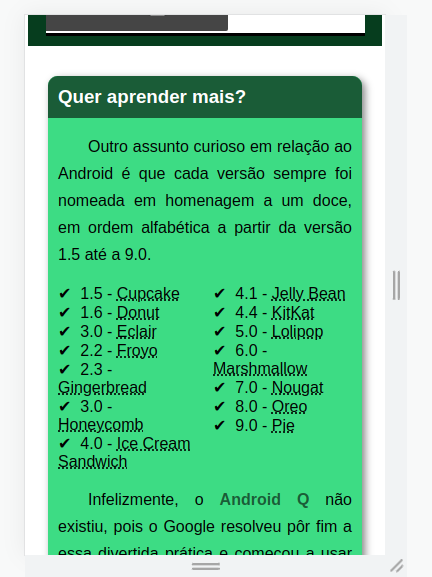 Quer aprender mais?
Outro assunto curioso em relação ao
Android é que cada versão sempre foi
nomeada em homenagem a um doce,
em ordem alfabética a partir da versão
1.5 até a 9.0.
✔ 1.5 - Cupcake
✔ 1.6 - Donut
✔ 3.0 - Eclair
✔ 2.2 - Froyo
✔ 2.3 -
Gingerbread
✔ 3.0 -
Honeycomb
✔ 4.0 - Ice Cream
Sandwich
✔ 4.1 - Jelly Bean
✔ 4.4 - KitKat
✔ 5.0 - Lolipop
✔ 6.0 -
Marshmallow
✔ 7.0 - Nougat
✔ 8.0 - Oreo
✔ 9.0 - Pie
Infelizmente, o Android Q não
existiu, pois o Google resolveu pôr fim a
essa divertida prática e começou a usar